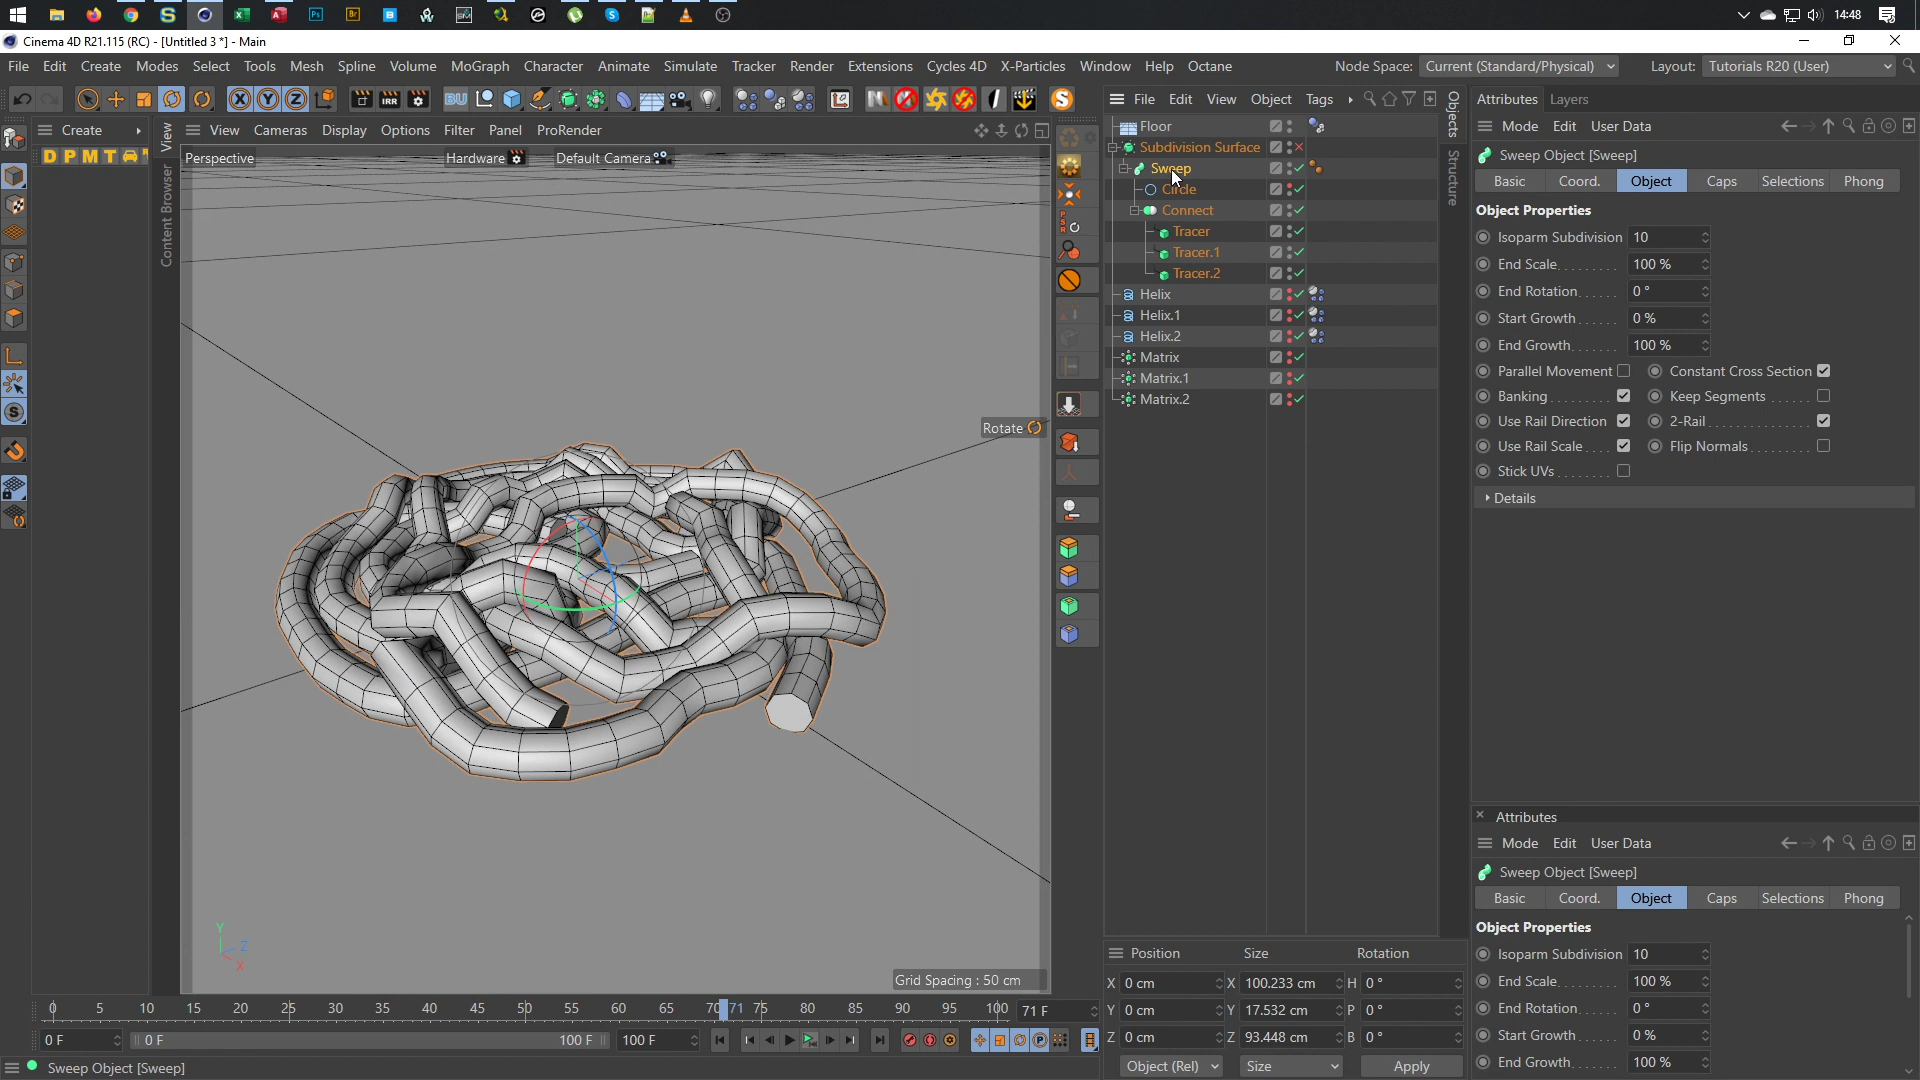 14:48
Cinema 4D R21.115 (RC) - [Untitled 3 *] - Main
File Edit Create Modes Select Tools Mesh Spline Volume MoGraph Character Animate Simulate Tracker Render Extensions Cycles 4D X-Particles Window Help Octane Node Space: Current (Standard/Physical) Layout: Tutorials R20 (User)
File Edit View Object Tags
Attributes Layers
Create
View Cameras Display Options Filter Panel ProRender
Mode Edit User Data
D P M T
Perspective Hardware Default Camera
View
Content Browser
Objects
Structure
Floor
Subdivision Surface
Sweep
Circle
Connect
Tracer
Tracer.1
Tracer.2
Helix
Helix.1
Helix.2
Matrix
Matrix.1
Matrix.2
Sweep Object [Sweep]
Basic Coord. Object Caps Selections Phong
Object Properties
Isoparm Subdivision 10
End Scale 100 %
End Rotation 0 °
Start Growth 0 %
End Growth 100 %
Parallel Movement Constant Cross Section
Banking Keep Segments
Use Rail Direction 2-Rail
Use Rail Scale Flip Normals
Stick UVs
Details
Rotate
Y
Z
X
Grid Spacing : 50 cm
Attributes
Mode Edit User Data
Sweep Object [Sweep]
Basic Coord. Object Caps Selections Phong
Object Properties
Isoparm Subdivision 10
End Scale 100 %
End Rotation 0 °
Start Growth 0 %
End Growth 100 %
Position Size Rotation
X 0 cm X 100.233 cm H 0 °
Y 0 cm Y 17.532 cm P 0 °
Z 0 cm Z 93.448 cm B 0 °
Object (Rel) Size Apply
0 5 10 15 20 25 30 35 40 45 50 55 60 65 70 71 75 80 85 90 95 100 71 F
0 F 0 F 100 F 100 F
Sweep Object [Sweep]